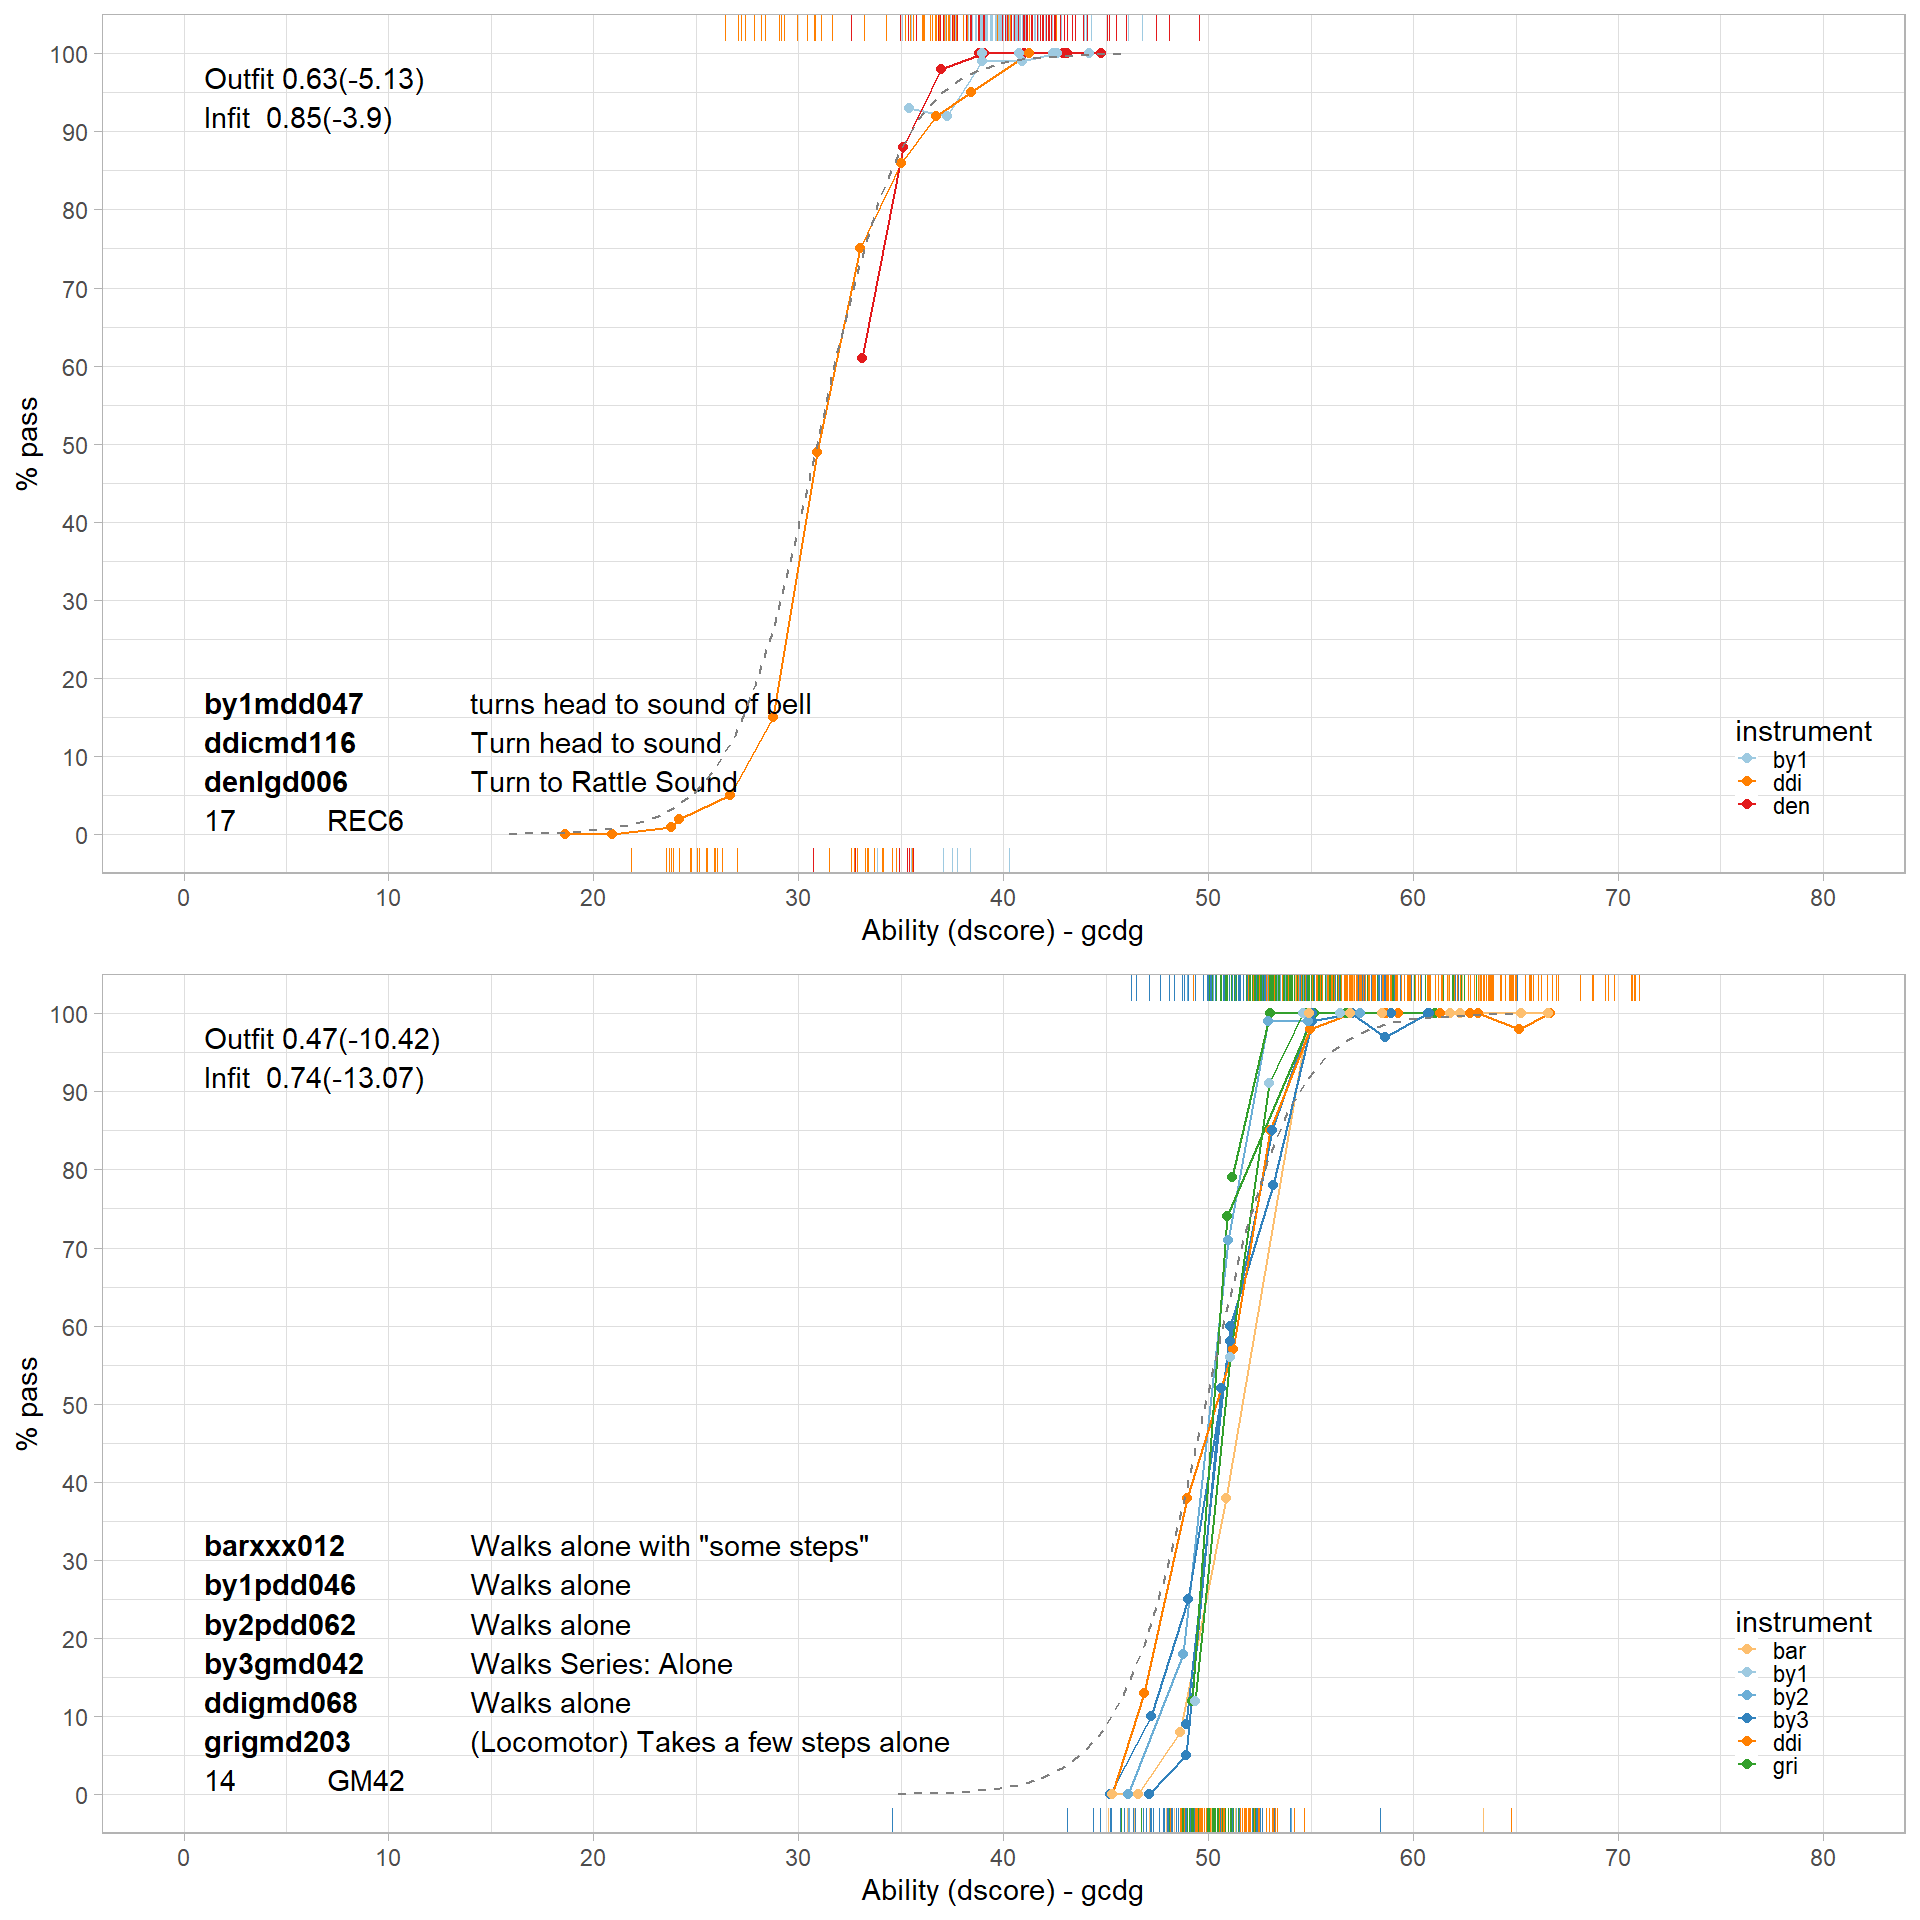 100
90
80
70
60
50
40
30
20
10
0
% pass
Outfit 0.63(-5.13)
Infit 0.85(-3.9)
by1mdd047 turns head to sound of bell
ddicmd116 Turn head to sound
denlgd006 Turn to Rattle Sound
17 REC6
instrument
by1
ddi
den
0 10 20 30 40 50 60 70 80
Ability (dscore) - gcdg
100
90
80
70
60
50
40
30
20
10
0
% pass
Outfit 0.47(-10.42)
Infit 0.74(-13.07)
barxxx012 Walks alone with "some steps"
by1pdd046 Walks alone
by2pdd062 Walks alone
by3gmd042 Walks Series: Alone
ddigmd068 Walks alone
grigmd203 (Locomotor) Takes a few steps alone
14 GM42
instrument
bar
by1
by2
by3
ddi
gri
0 10 20 30 40 50 60 70 80
Ability (dscore) - gcdg